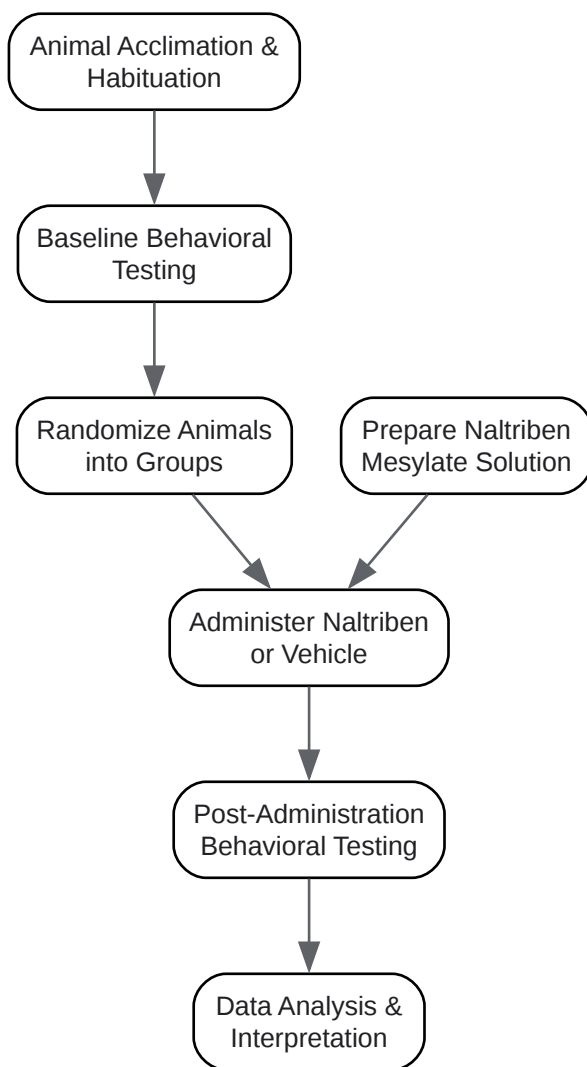 Animal Acclimation &
Habituation
Baseline Behavioral
Testing
Randomize Animals
into Groups
Prepare Naltriben
Mesylate Solution
Administer Naltriben
or Vehicle
Post-Administration
Behavioral Testing
Data Analysis &
Interpretation